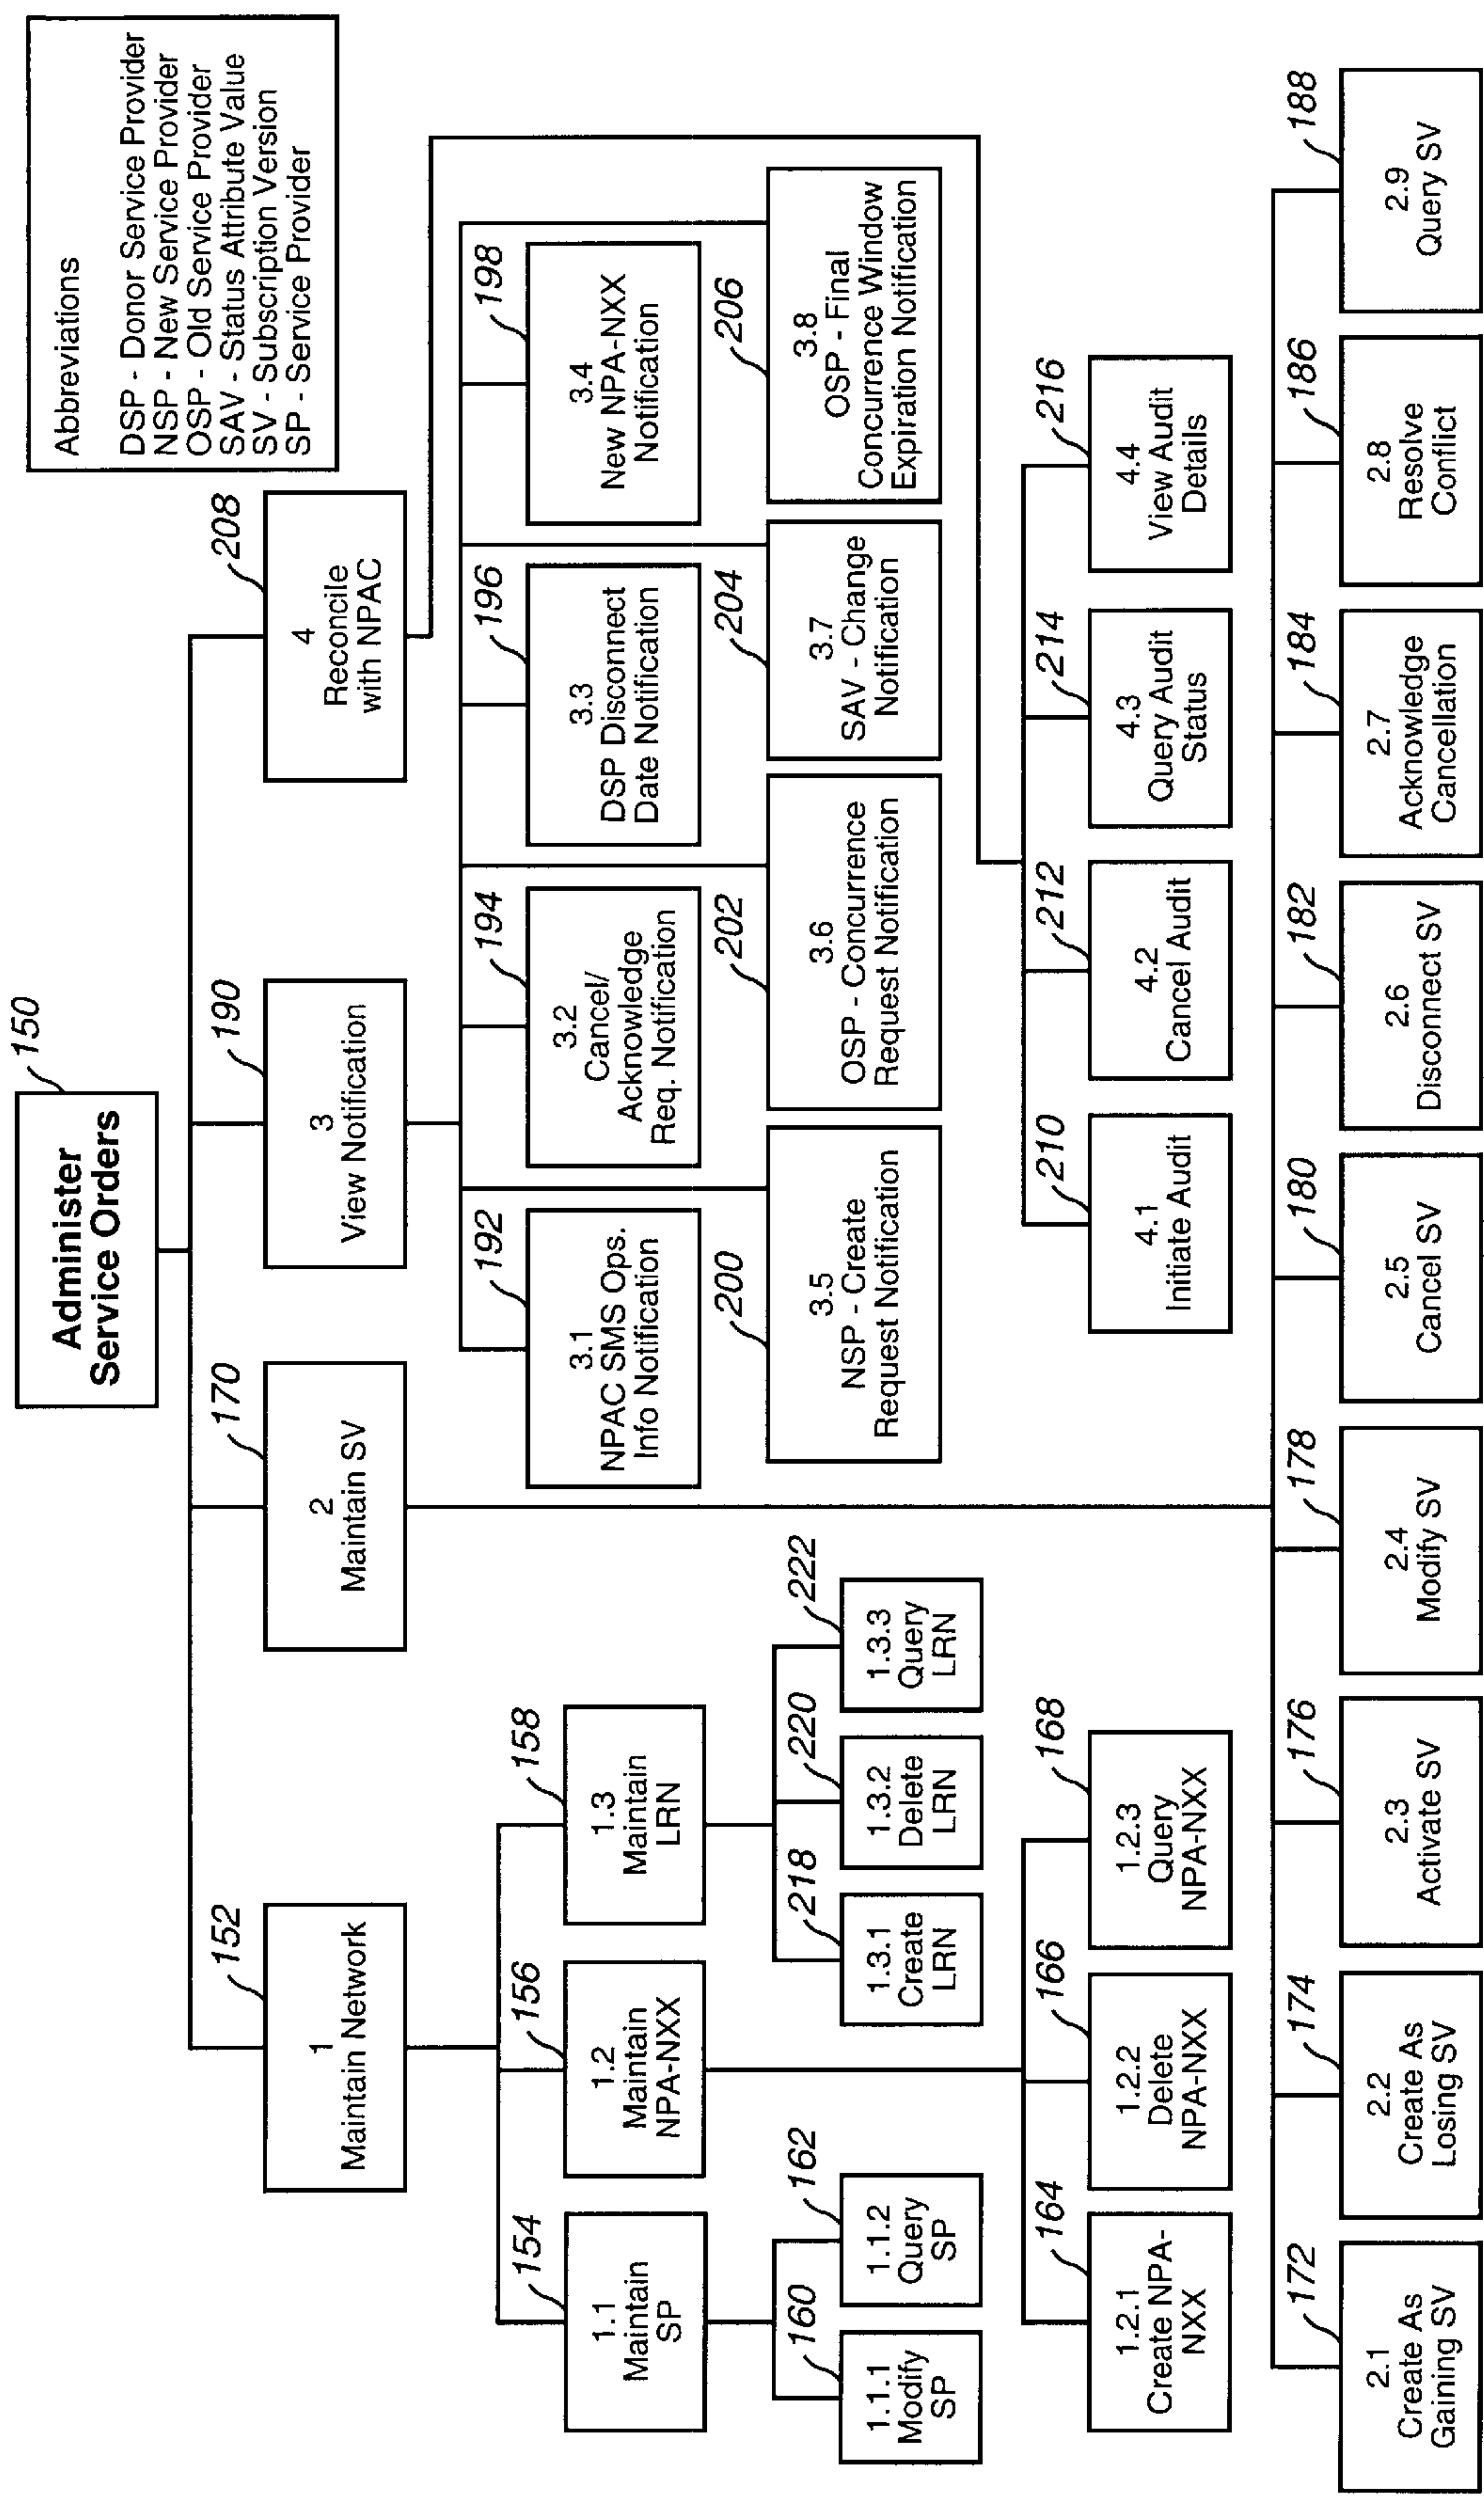 Abbreviations
DSP - Donor Service Provider
NSP - New Service Provider
OSP - Old Service Provider
SAV - Status Attribute Value
SV - Subscription Version
SP - Service Provider
150
Administer
Service Orders
152
1
Maintain Network
170
2
Maintain SV
190
3
View Notification
208
4
Reconcile
with NPAC
154
1.1
Maintain
SP
156
1.2
Maintain
NPA-NXX
158
1.3
Maintain
LRN
192
3.1
NPAC SMS Ops.
Info Notification
194
3.2
Cancel/
Acknowledge
Req. Notification
196
3.3
DSP Disconnect
Date Notification
198
3.4
New NPA-NXX
Notification
160
1.1.1
Modify
SP
162
1.1.2
Query
SP
218
1.3.1
Create
LRN
220
1.3.2
Delete
LRN
222
1.3.3
Query
LRN
200
3.5
NSP - Create
Request Notification
202
3.6
OSP - Concurrence
Request Notification
204
3.7
SAV - Change
Notification
206
3.8
OSP - Final
Concurrence Window
Expiration Notification
164
1.2.1
Create NPA-
NXX
166
1.2.2
Delete
NPA-NXX
168
1.2.3
Query
NPA-NXX
210
4.1
Initiate Audit
212
4.2
Cancel Audit
214
4.3
Query Audit
Status
216
4.4
View Audit
Details
172
2.1
Create As
Gaining SV
174
2.2
Create As
Losing SV
176
2.3
Activate SV
178
2.4
Modify SV
180
2.5
Cancel SV
182
2.6
Disconnect SV
184
2.7
Acknowledge
Cancellation
186
2.8
Resolve
Conflict
188
2.9
Query SV